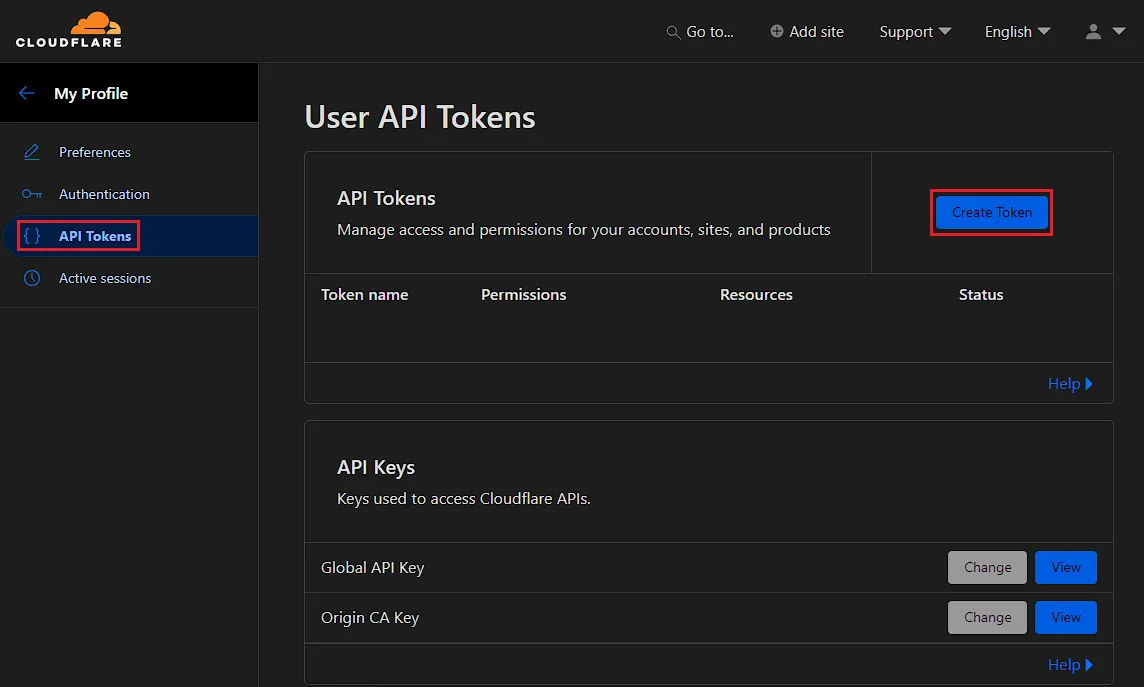 CLOUDFLARE
Go to...
Add site
Support
English
My Profile
Preferences
Authentication
{ } API Tokens
Active sessions
User API Tokens
API Tokens
Manage access and permissions for your accounts, sites, and products
Create Token
Token name Permissions Resources Status
Help
API Keys
Keys used to access Cloudflare APIs.
Global API Key Change View
Origin CA Key Change View
Help